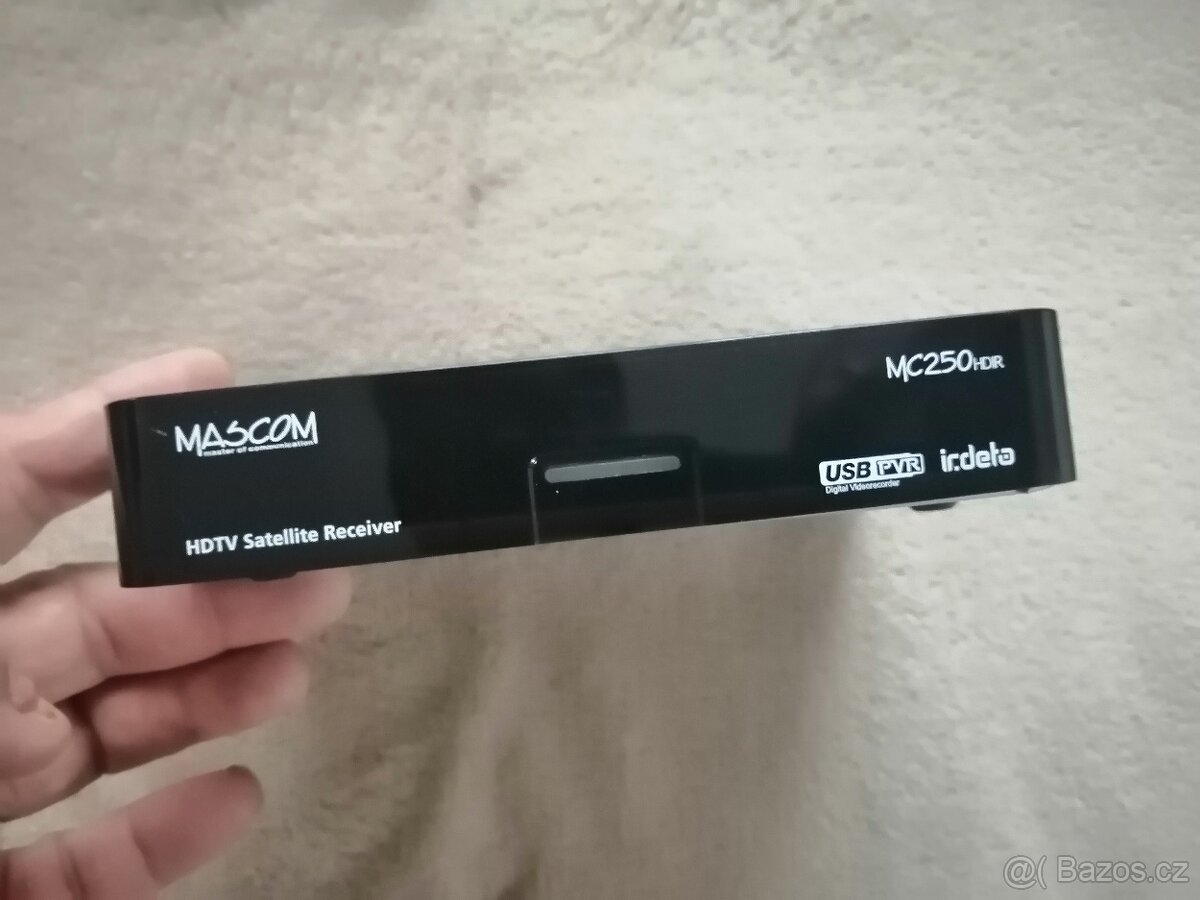 MASCOM
master of communication
HDTV Satellite Receiver
MC250HDIR
USB PVR
Digital Videorecorder
irdeto
@( Bazos.cz